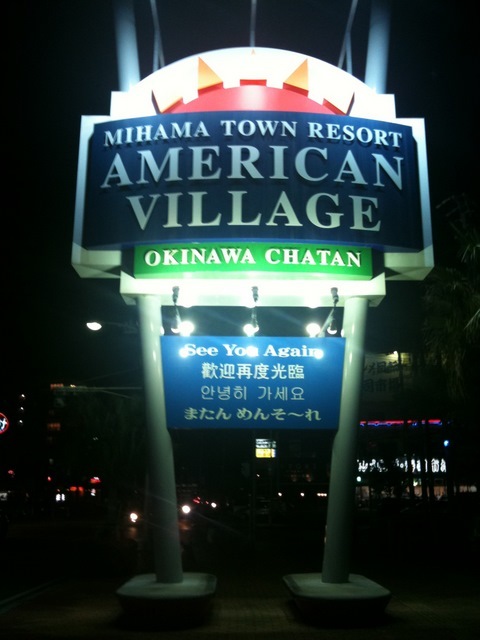 MIHAMA TOWN RESORT
AMERICAN
VILLAGE
OKINAWA CHATAN
See You Again
歡迎再度光臨
안녕히 가세요
またん めんそ〜れ